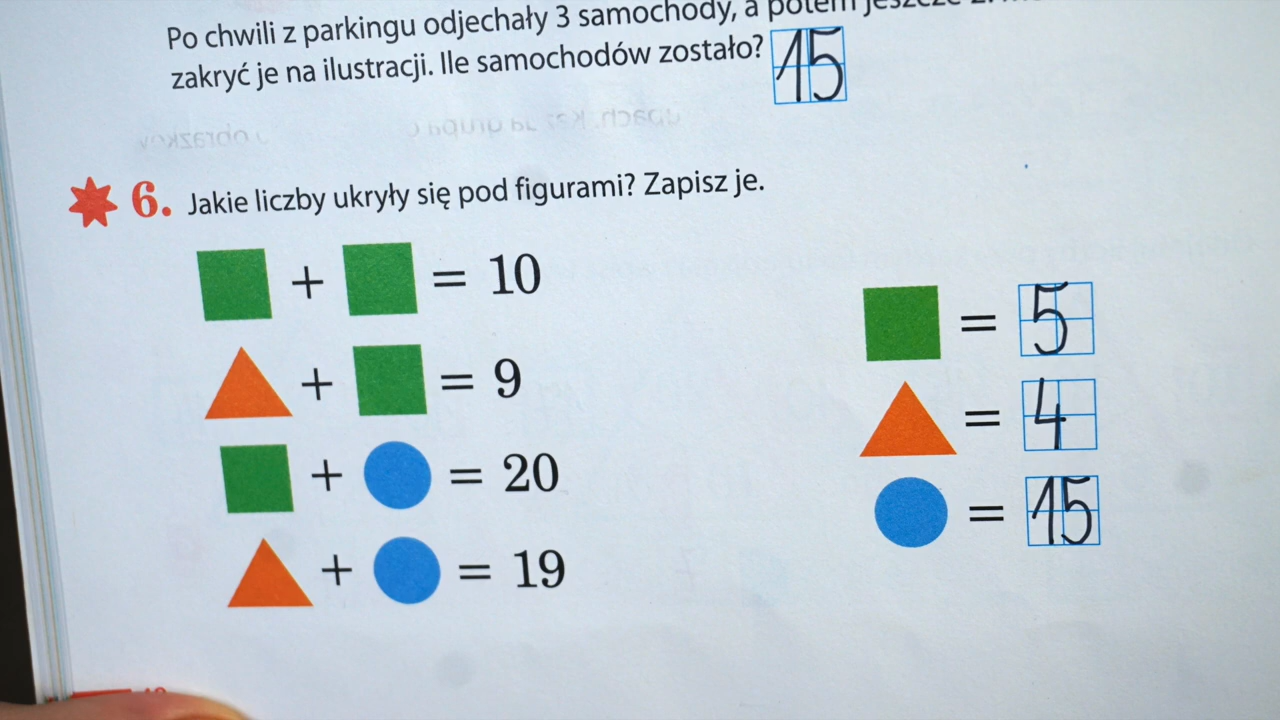 Po chwili z parkingu odjechały 3 samochody, a potem jeszcze
zakryć je na ilustracji. Ile samochodów zostało? 15
6. Jakie liczby ukryły się pod figurami? Zapisz je.
+ = 10
+ = 9
+ = 20
+ = 19
= 5
= 4
= 15